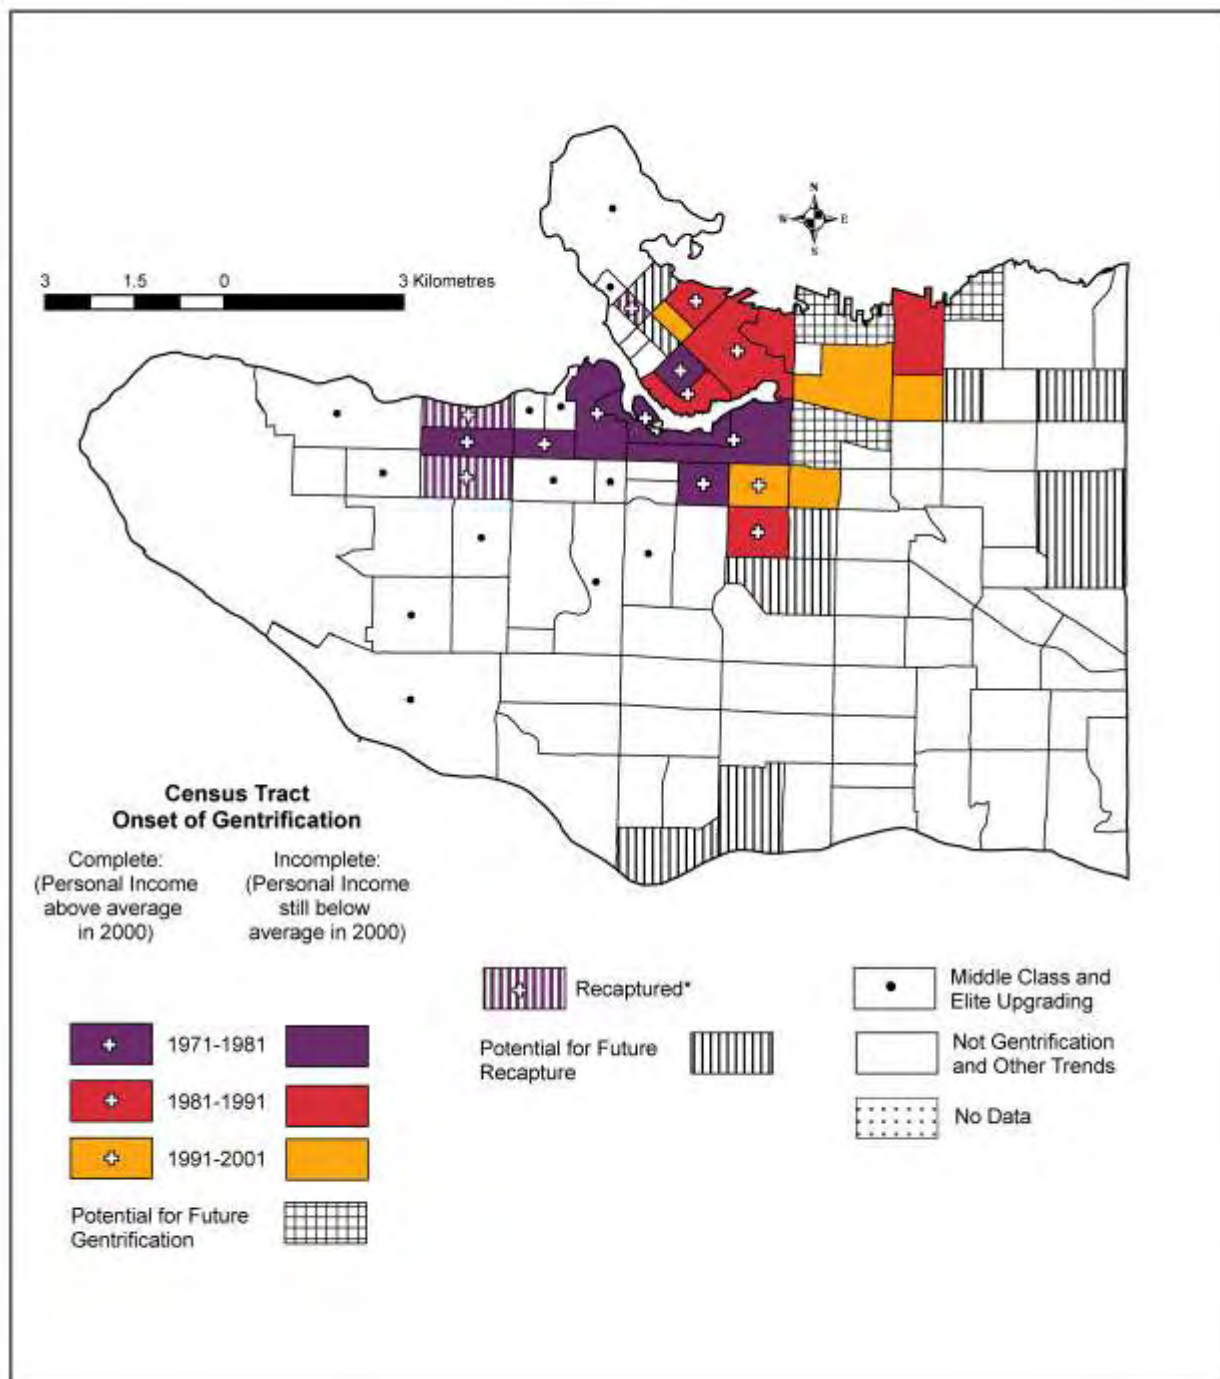 N
W E
S
3 1.5 0 3 Kilometres
Census Tract
Onset of Gentrification
Complete:
(Personal Income
above average
in 2000)
Incomplete:
(Personal Income
still below
average in 2000)
1971-1981
1981-1991
1991-2001
Potential for Future
Gentrification
Recaptured*
Potential for Future
Recapture
Middle Class and
Elite Upgrading
Not Gentrification
and Other Trends
No Data